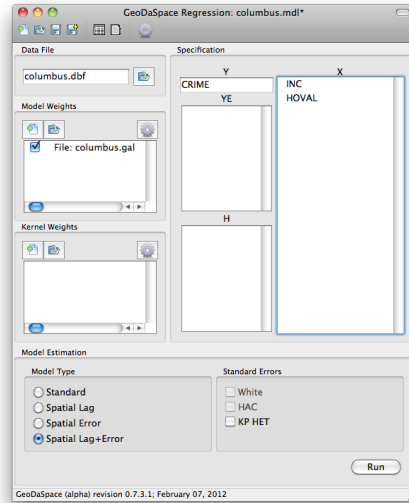 GeoDaSpace Regression: columbus.mdl*
Data File
columbus.dbf
Model Weights
File: columbus.gal
Kernel Weights
Specification
Y
CRIME
YE
H
X
INC
HOVAL
Model Estimation
Model Type
Standard
Spatial Lag
Spatial Error
Spatial Lag+Error
Standard Errors
White
HAC
KP HET
Run
GeoDaSpace (alpha) revision 0.7.3.1; February 07, 2012